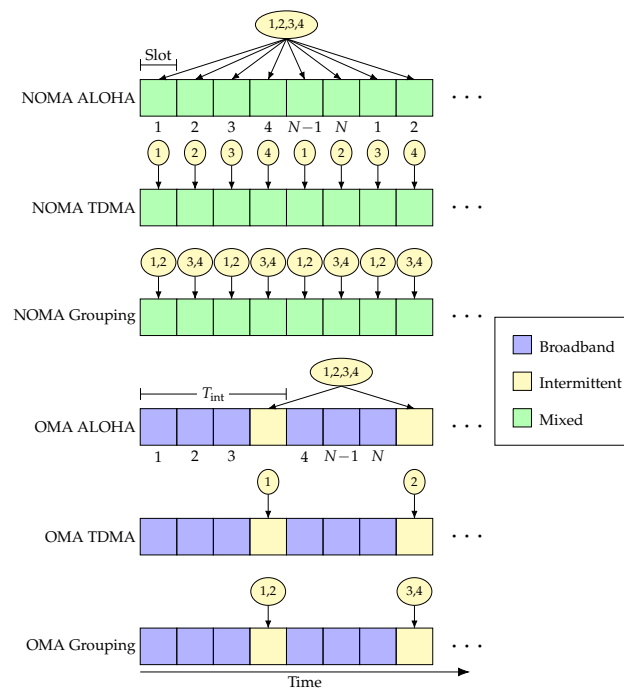 1,2,3,4
Slot
NOMA ALOHA
· · ·
1 2 3 4 N−1 N 1 2
1 2 3 4 1 2 3 4
NOMA TDMA
· · ·
1,2 3,4 1,2 3,4 1,2 3,4 1,2 3,4
NOMA Grouping
· · ·
Broadband
Intermittent
Mixed
1,2,3,4
T_int
OMA ALOHA
· · ·
1 2 3 4 N−1 N
1 2
OMA TDMA
· · ·
1,2 3,4
OMA Grouping
· · ·
Time